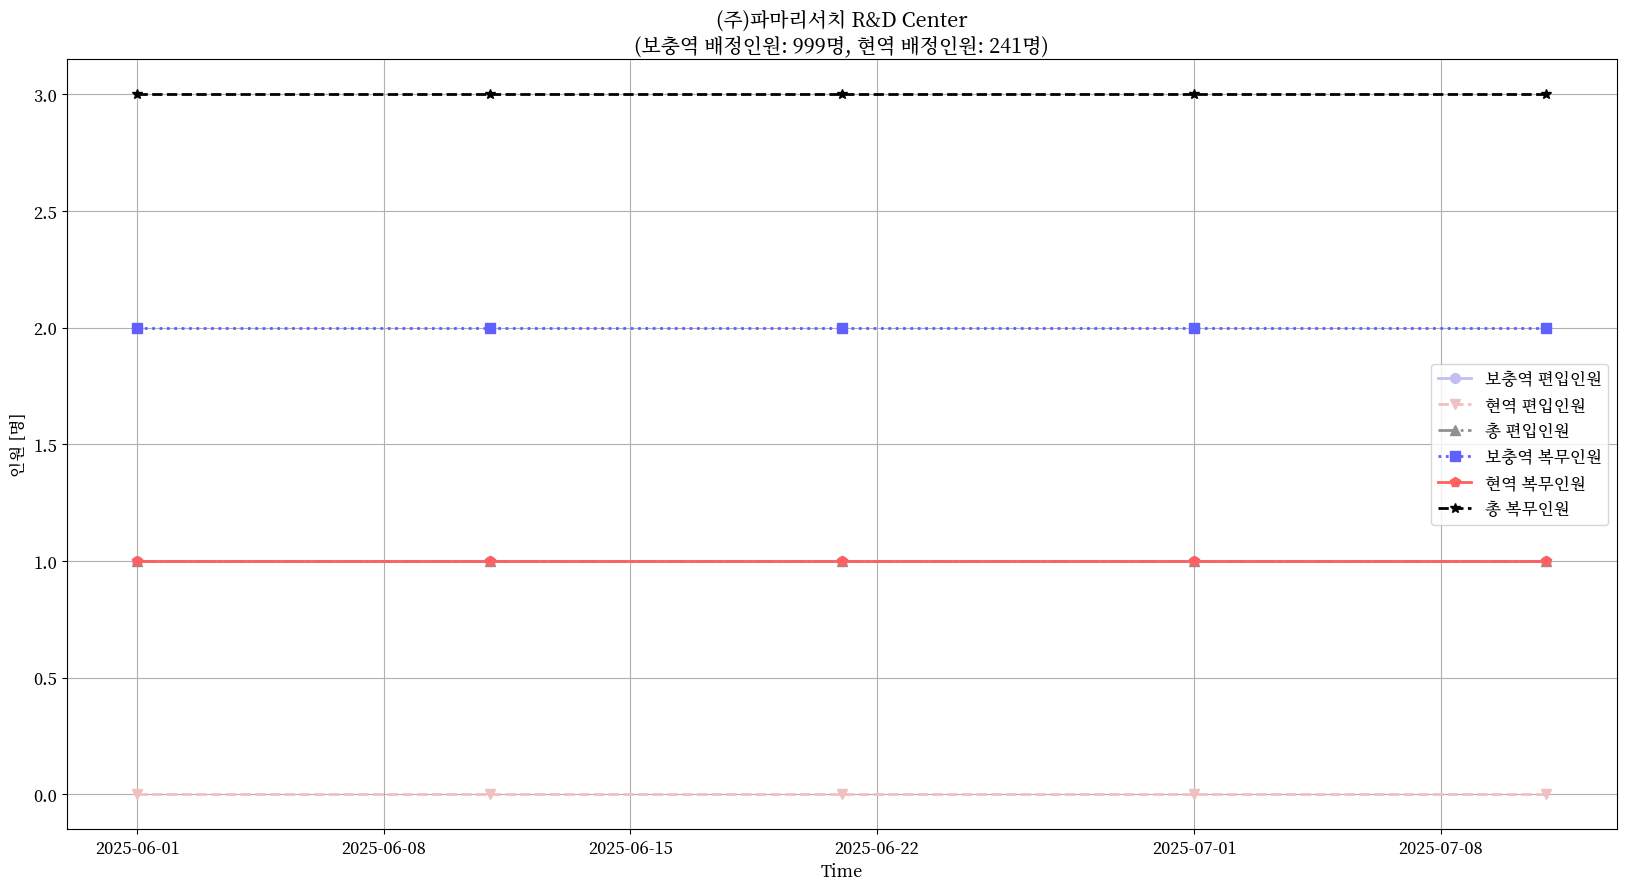 (주)파마리서치 R&D Center
(보충역 배정인원: 999명, 현역 배정인원: 241명)
3.0
2.5
2.0
1.5
1.0
0.5
0.0
인원 [명]
보충역 편입인원
현역 편입인원
총 편입인원
보충역 복무인원
현역 복무인원
총 복무인원
2025-06-01
2025-06-08
2025-06-15
2025-06-22
2025-07-01
2025-07-08
Time